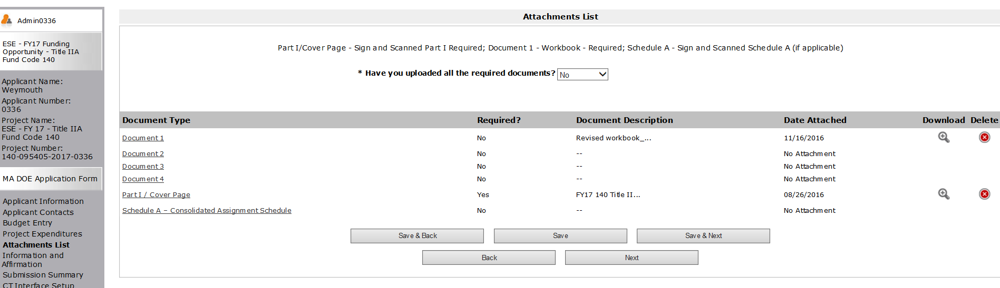 Admin0336
ESE - FY17 Funding
Opportunity - Title IIA
Fund Code 140
Applicant Name:
Weymouth
Applicant Number:
0336
Project Name:
ESE - FY 17 - Title IIA
Fund Code 140
Project Number:
140-095405-2017-0336
MA DOE Application Form
Applicant Information
Applicant Contacts
Budget Entry
Project Expenditures
Attachments List
Information and
Affirmation
Submission Summary
CT Interface Setup
Attachments List
Part I/Cover Page - Sign and Scanned Part I Required; Document 1 - Workbook - Required; Schedule A - Sign and Scanned Schedule A (if applicable)
* Have you uploaded all the required documents? No
Document Type Required? Document Description Date Attached Download Delete
Document 1 No Revised workbook_... 11/16/2016
Document 2 No -- No Attachment
Document 3 No -- No Attachment
Document 4 No -- No Attachment
Part I / Cover Page Yes FY17 140 Title II... 08/26/2016
Schedule A – Consolidated Assignment Schedule No -- No Attachment
Save & Back Save Save & Next
Back Next